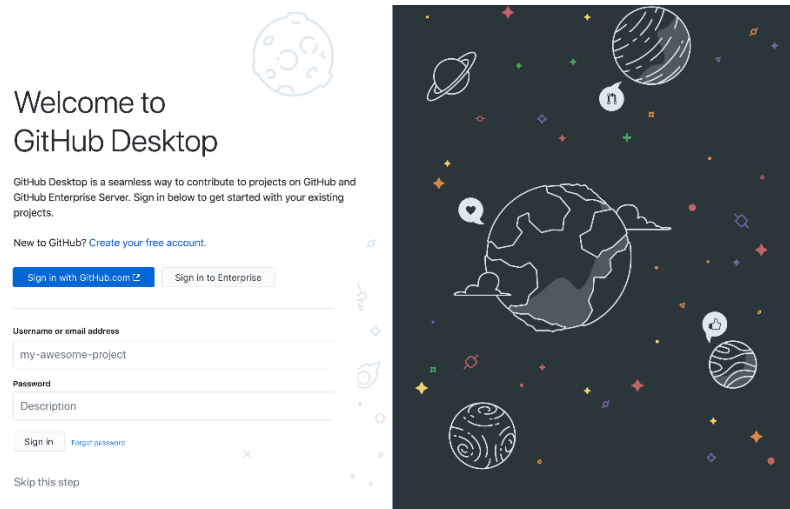 Welcome to
GitHub Desktop
GitHub Desktop is a seamless way to contribute to projects on GitHub and
GitHub Enterprise Server. Sign in below to get started with your existing
projects.
New to GitHub? Create your free account.
Sign in with GitHub.com Sign in to Enterprise
Username or email address
my-awesome-project
Password
Description
Sign in Forgot password
Skip this step